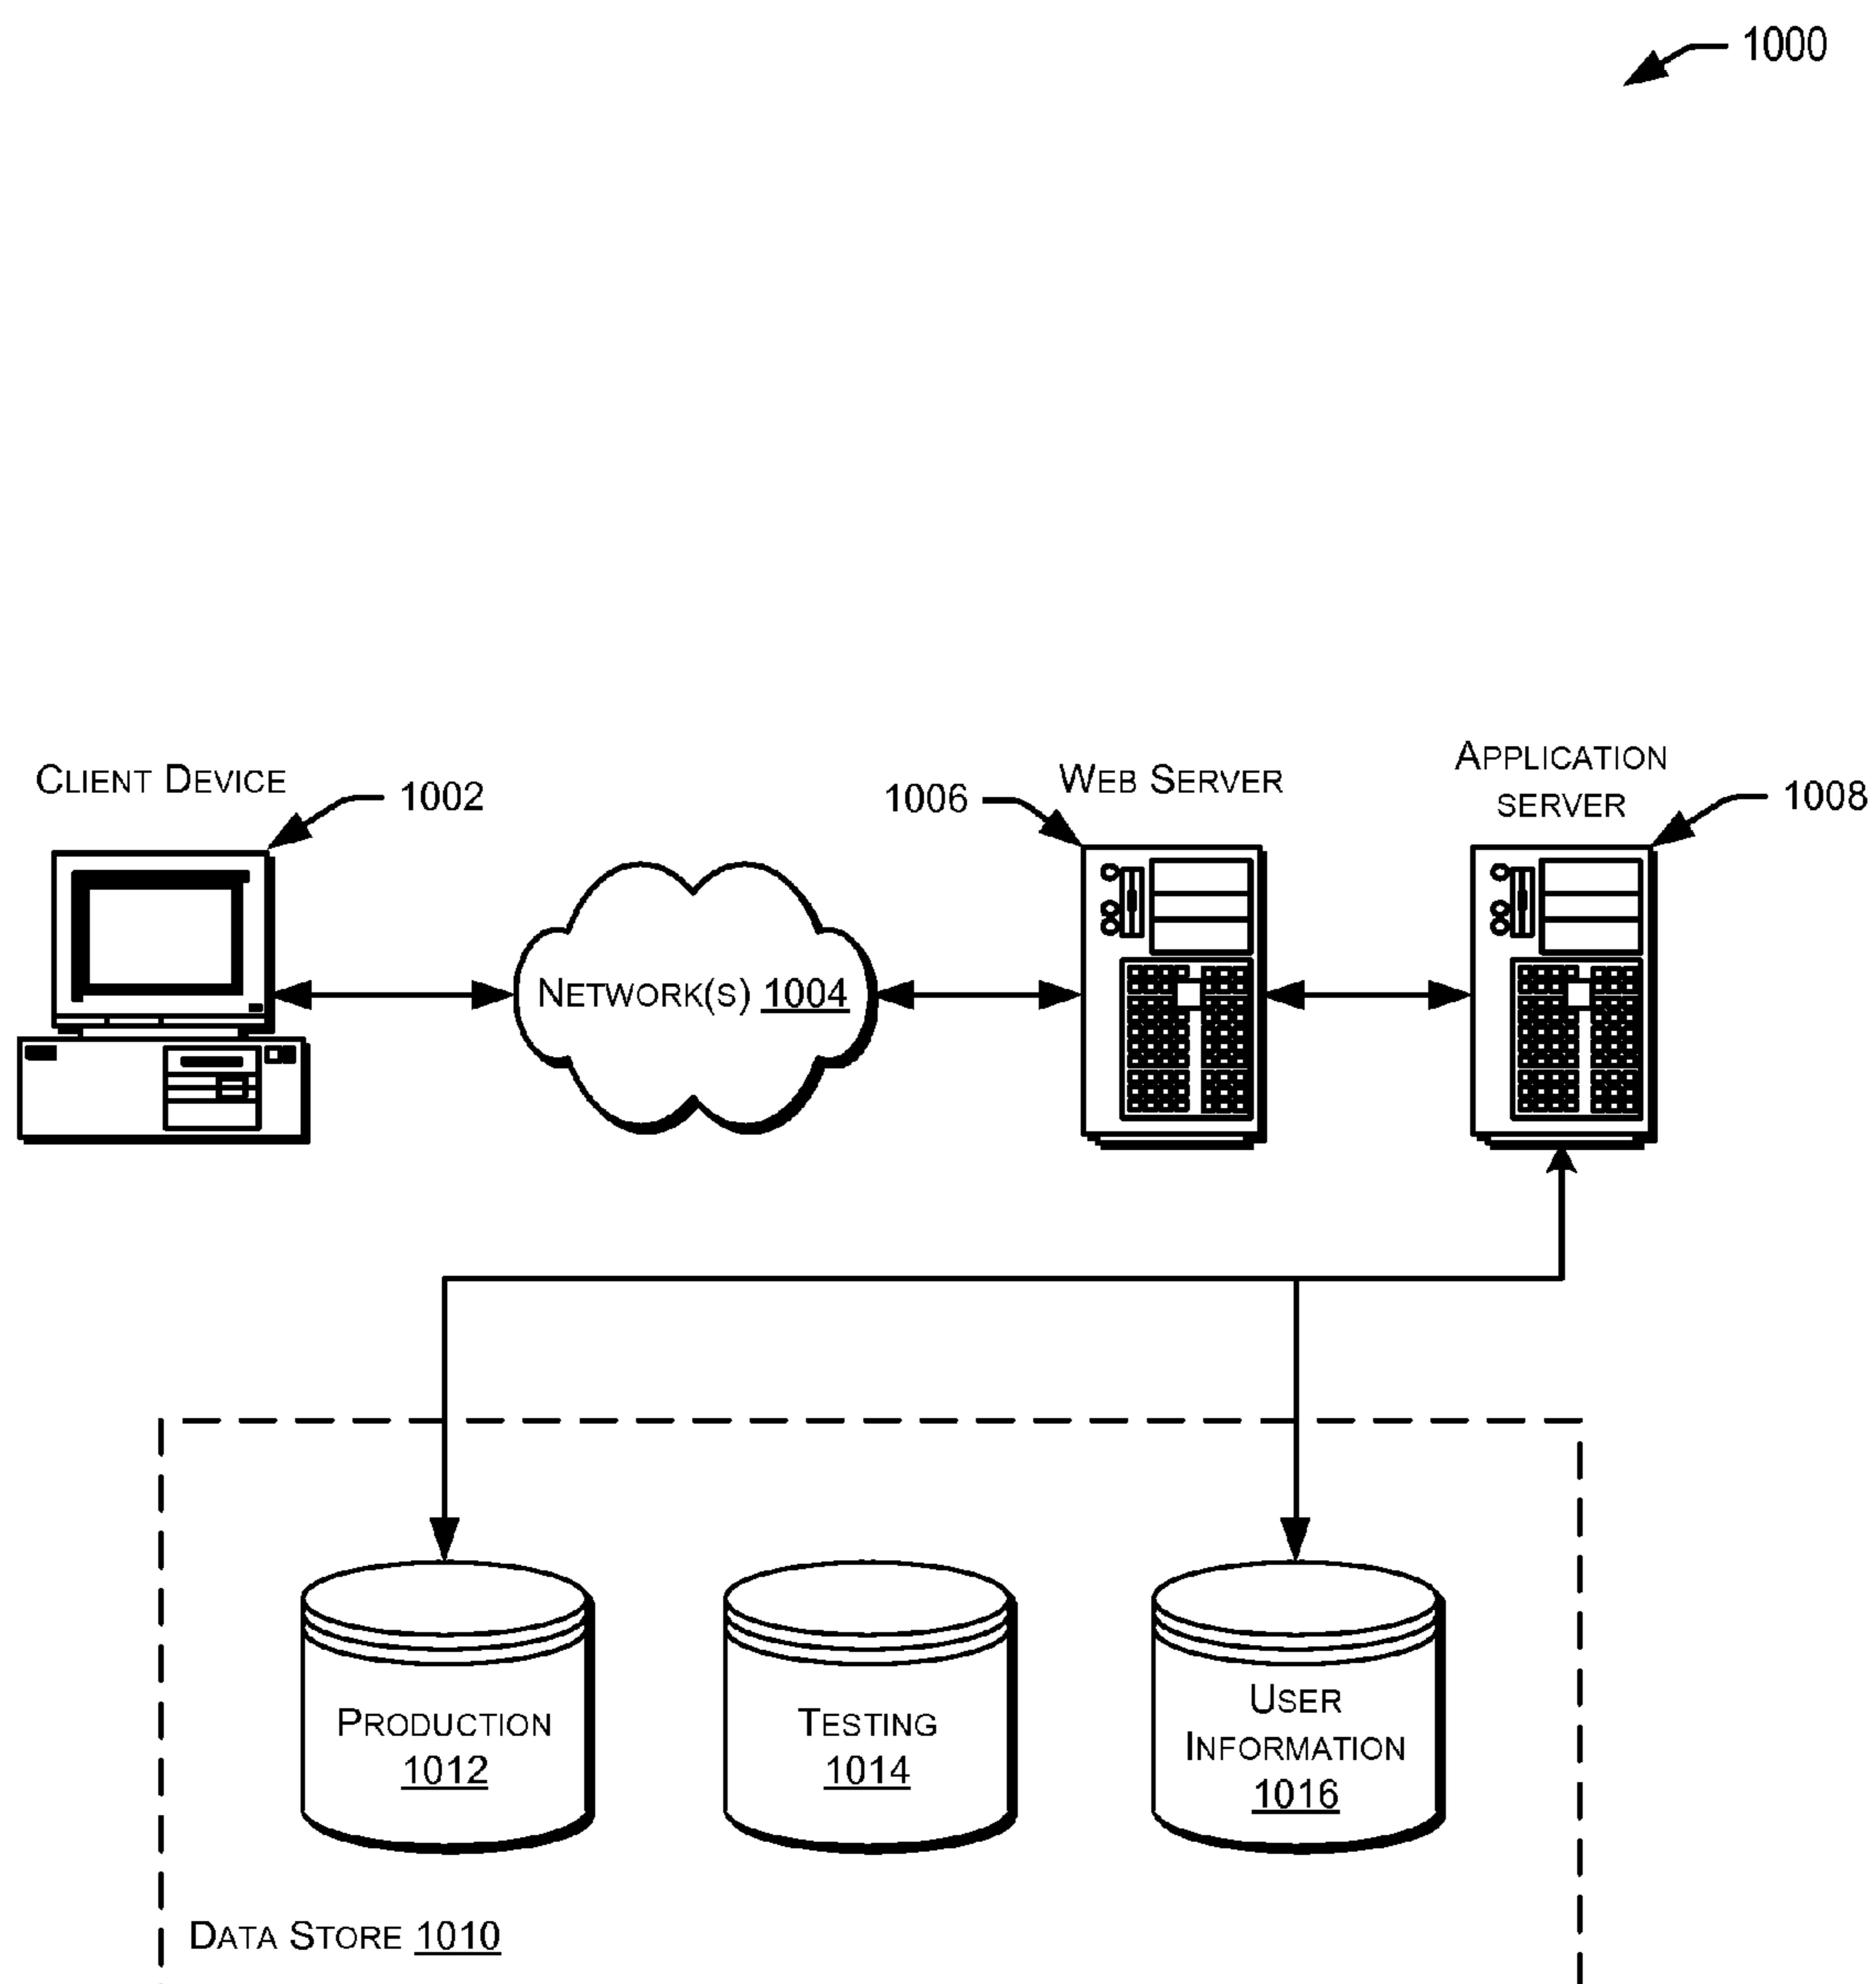 1000
CLIENT DEVICE
1002
1006
WEB SERVER
APPLICATION
SERVER
1008
NETWORK(S) 1004
PRODUCTION
1012
TESTING
1014
USER
INFORMATION
1016
DATA STORE 1010